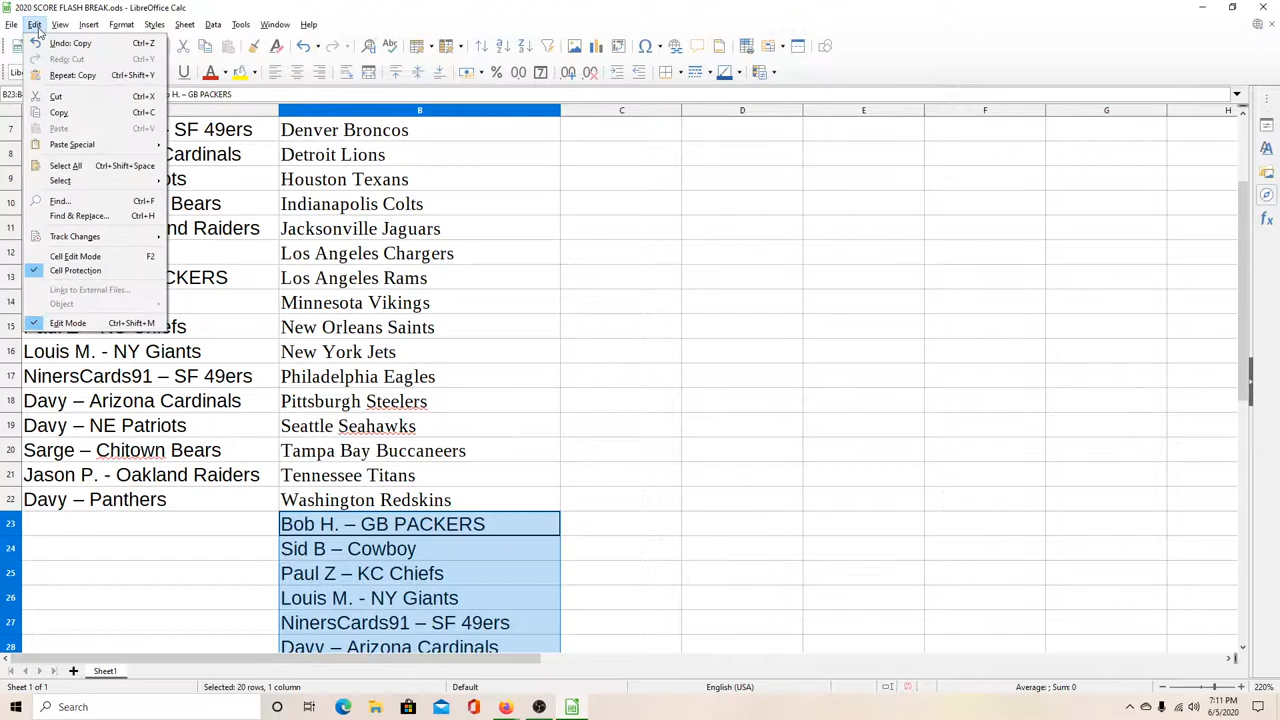 2020 SCORE FLASH BREAK.ods - LibreOffice Calc
File Edit View Insert Format Styles Sheet Data Tools Window Help
Undo: Copy Ctrl+Z
Redo: Cut Ctrl+Y
Repeat: Copy Ctrl+Shift+Y
Cut Ctrl+X
Copy Ctrl+C
Paste Ctrl+V
Paste Special
Select All Ctrl+Shift+Space
Select
Find... Ctrl+F
Find & Replace... Ctrl+H
Track Changes
Cell Edit Mode F2
Cell Protection
Links to External Files...
Object
Edit Mode Ctrl+Shift+M
H. – GB PACKERS
B C D E F G H
7 – SF 49ers Denver Broncos
8 Cardinals Detroit Lions
9 Houston Texans
10 Bears Indianapolis Colts
11 Raiders Jacksonville Jaguars
12 Los Angeles Chargers
13 Los Angeles Rams
14 Minnesota Vikings
15 New Orleans Saints
16 Louis M. - NY Giants New York Jets
17 NinersCards91 – SF 49ers Philadelphia Eagles
18 Davy – Arizona Cardinals Pittsburgh Steelers
19 Davy – NE Patriots Seattle Seahawks
20 Sarge – Chitown Bears Tampa Bay Buccaneers
21 Jason P. - Oakland Raiders Tennessee Titans
22 Davy – Panthers Washington Redskins
23 Bob H. – GB PACKERS
24 Sid B – Cowboy
25 Paul Z – KC Chiefs
26 Louis M. - NY Giants
27 NinersCards91 – SF 49ers
28 Davy – Arizona Cardinals
Sheet1
Sheet 1 of 1 Selected: 20 rows, 1 column Default English (USA) Average: ; Sum: 0 220%
Search 7:11 PM
6/5/2020